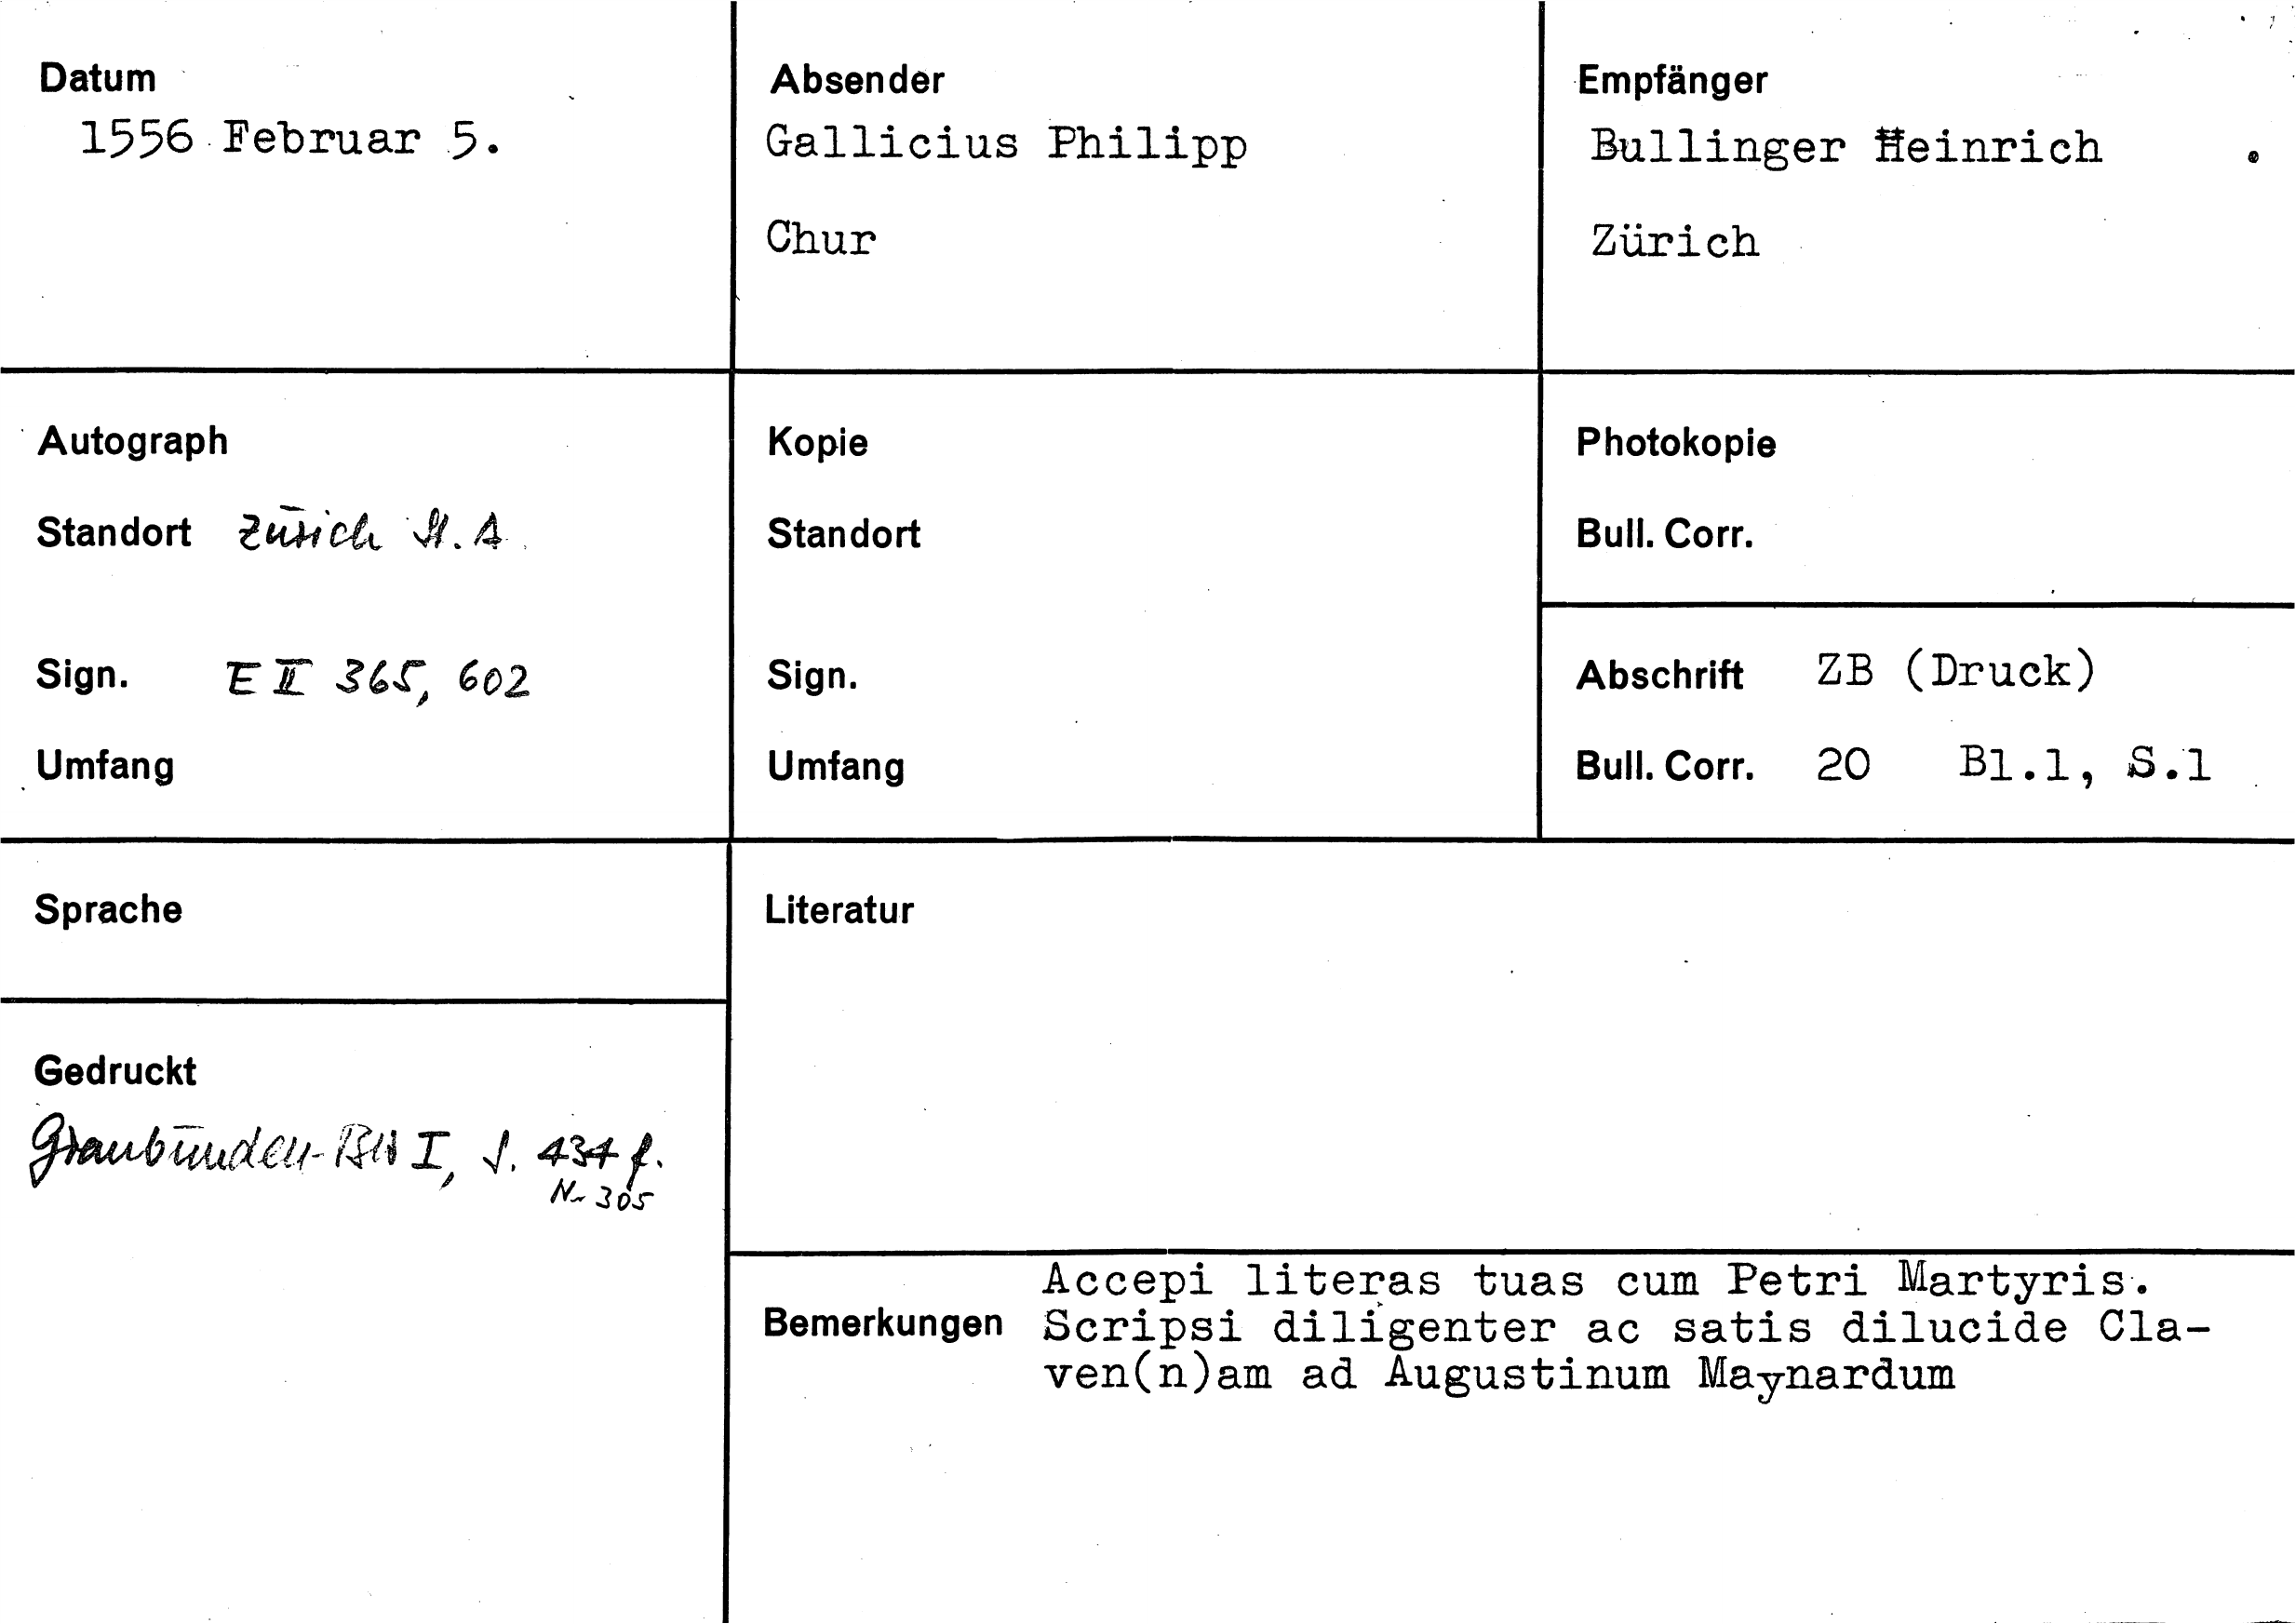 Datum
1556 Februar 5.
Absender
Gallicius Philipp
Chur
Empfänger
Bullinger Heinrich
Zürich
Autograph
Standort Zürich St. A.
Sign. E II 365, 602
Umfang
Kopie
Standort
Sign.
Umfang
Photokopie
Bull. Corr.
Abschrift ZB (Druck)
Bull. Corr. 20 Bl.1, S.1
Sprache
Literatur
Gedruckt
Graubünden-BW I, S. 434 f.
Nr 305
Bemerkungen
Accepi literas tuas cum Petri Martyris.
Scripsi diligenter ac satis dilucide Cla-
ven(n)am ad Augustinum Maynardum